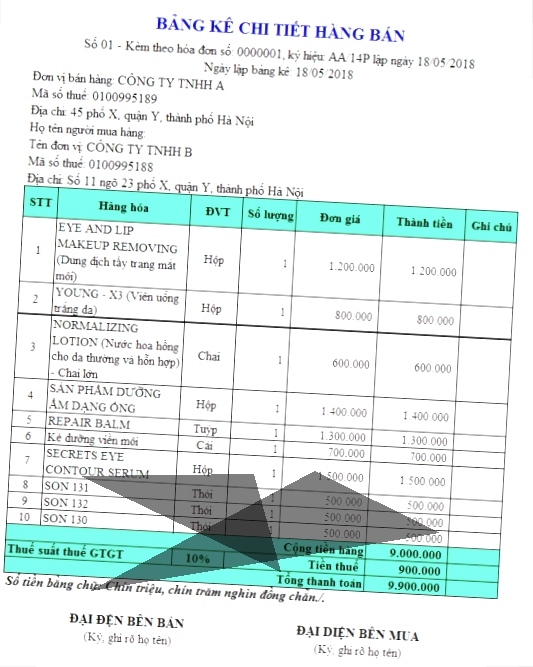 BẢNG KÊ CHI TIẾT HÀNG BÁN
Số 01 - Kèm theo hóa đơn số: 0000001, ký hiệu: AA/14P lập ngày 18/05/2018
Ngày lập bảng kê: 18/05/2018
Đơn vị bán hàng: CÔNG TY TNHH A
Mã số thuế: 0100995189
Địa chỉ: 45 phố X, quận Y, thành phố Hà Nội
Họ tên người mua hàng:
Tên đơn vị: CÔNG TY TNHH B
Mã số thuế: 0100995188
Địa chỉ: Số 11 ngõ 23 phố X, quận Y, thành phố Hà Nội
STT Hàng hóa ĐVT Số lượng Đơn giá Thành tiền Ghi chú
EYE AND LIP
1 MAKEUP REMOVING Hộp 1 1.200.000 1.200.000
(Dung dịch tẩy trang mắt
môi)
2 YOUNG - X3 (Viên uống Hộp 1 800.000 800.000
trắng da)
NORMALIZING
3 LOTION (Nước hoa hồng Chai 1 600.000 600.000
cho da thường và hỗn hợp)
- Chai lớn
4 SẢN PHẨM DƯỠNG Hộp 1 1.400.000 1.400.000
ẨM DẠNG ỐNG
5 REPAIR BALM Tuýp 1 1.300.000 1.300.000
6 Kẻ dưỡng viền môi Cái 1 700.000 700.000
7 SECRETS EYE Hộp 1 1.500.000 1.500.000
CONTOUR SERUM
8 SON 131 Thỏi 1 500.000 500.000
9 SON 132 Thỏi 1 500.000 500.000
10 SON 130 Thỏi 1 500.000 500.000
Cộng tiền hàng 9.000.000
Thuế suất thuế GTGT 10% Tiền thuế 900.000
Tổng thanh toán 9.900.000
Số tiền bằng chữ: Chín triệu, chín trăm nghìn đồng chẵn./.
ĐẠI ĐỆN BÊN BÁN
(Ký, ghi rõ họ tên)
ĐẠI DIỆN BÊN MUA
(Ký, ghi rõ họ tên)